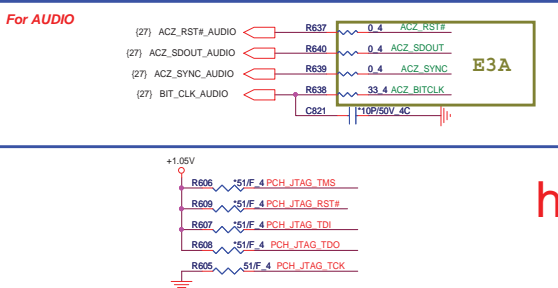 For AUDIO
{27} ACZ_RST#_AUDIO R637 0_4 ACZ_RST#
{27} ACZ_SDOUT_AUDIO R640 0_4 ACZ_SDOUT
{27} ACZ_SYNC_AUDIO R639 0_4 ACZ_SYNC
E3A
{27} BIT_CLK_AUDIO R638 33_4 ACZ_BITCLK
C821 *10P/50V_4C
+1.05V
R606 *51/F_4 PCH_JTAG_TMS
R609 *51/F_4 PCH_JTAG_RST#
h
R607 *51/F_4 PCH_JTAG_TDI
R608 *51/F_4 PCH_JTAG_TDO
R605 51/F_4 PCH_JTAG_TCK